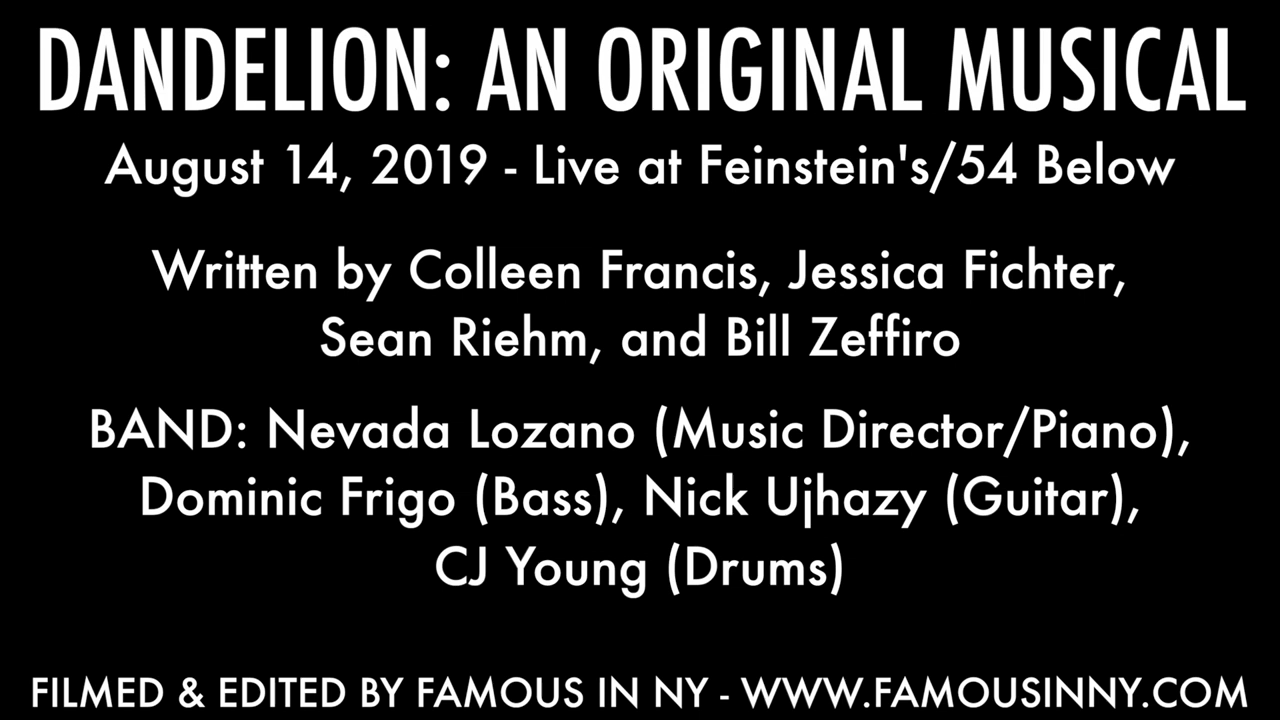 DANDELION: AN ORIGINAL MUSICAL
August 14, 2019 - Live at Feinstein's/54 Below
Written by Colleen Francis, Jessica Fichter,
Sean Riehm, and Bill Zeffiro
BAND: Nevada Lozano (Music Director/Piano),
Dominic Frigo (Bass), Nick Ujhazy (Guitar),
CJ Young (Drums)
FILMED & EDITED BY FAMOUS IN NY - WWW.FAMOUSINNY.COM